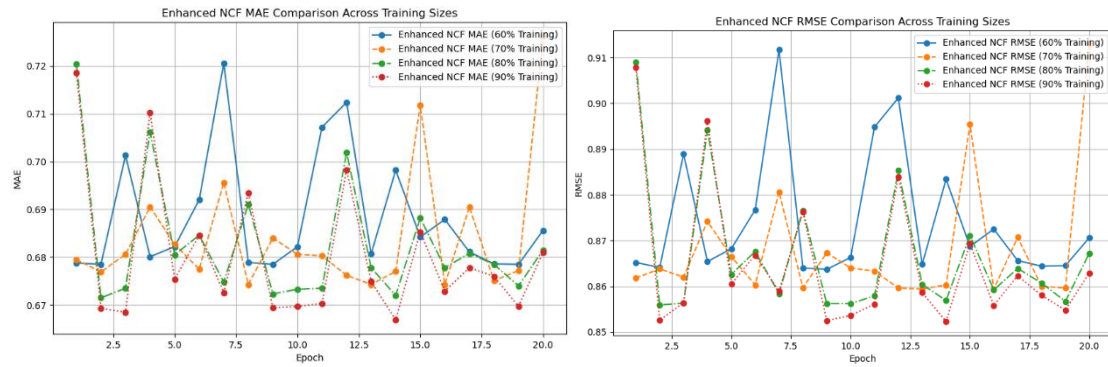 Enhanced NCF MAE Comparison Across Training Sizes
Enhanced NCF MAE (60% Training)
Enhanced NCF MAE (70% Training)
Enhanced NCF MAE (80% Training)
Enhanced NCF MAE (90% Training)
0.72
0.71
0.70
0.69
0.68
0.67
MAE
2.5 5.0 7.5 10.0 12.5 15.0 17.5 20.0
Epoch
Enhanced NCF RMSE Comparison Across Training Sizes
Enhanced NCF RMSE (60% Training)
Enhanced NCF RMSE (70% Training)
Enhanced NCF RMSE (80% Training)
Enhanced NCF RMSE (90% Training)
0.91
0.90
0.89
0.88
0.87
0.86
0.85
RMSE
2.5 5.0 7.5 10.0 12.5 15.0 17.5 20.0
Epoch